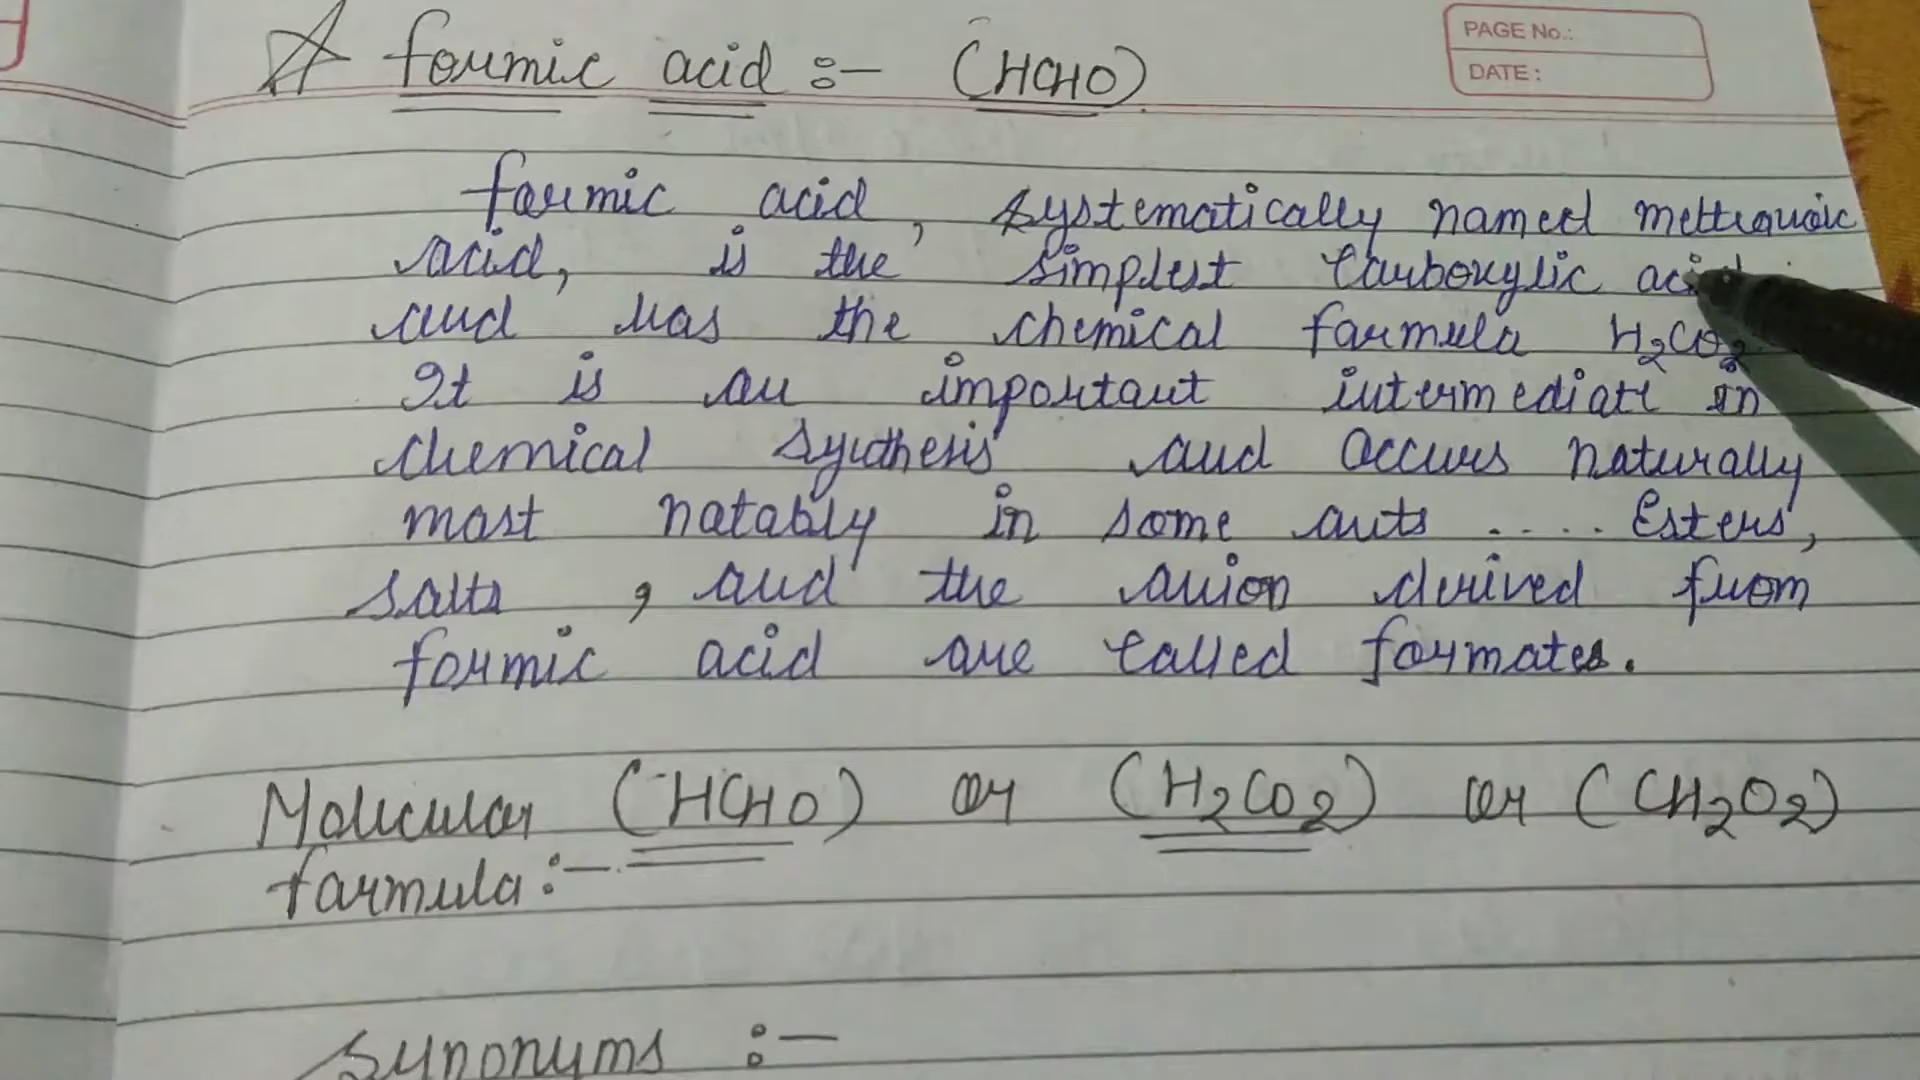 formic acid :- (HCHO)
PAGE No.:
DATE :
formic acid, systematically named methanoic
acid, is the simplest carboxylic acid
and has the chemical formula H2CO2
It is an important intermediate in
chemical synthesis and occurs naturally
most notably in some ants .... Esters,
salts, and the anion derived from
formic acid are called formates.
Molecular (HCHO) or (H2CO2) or (CH2O2)
formula :-
Synonyms :-